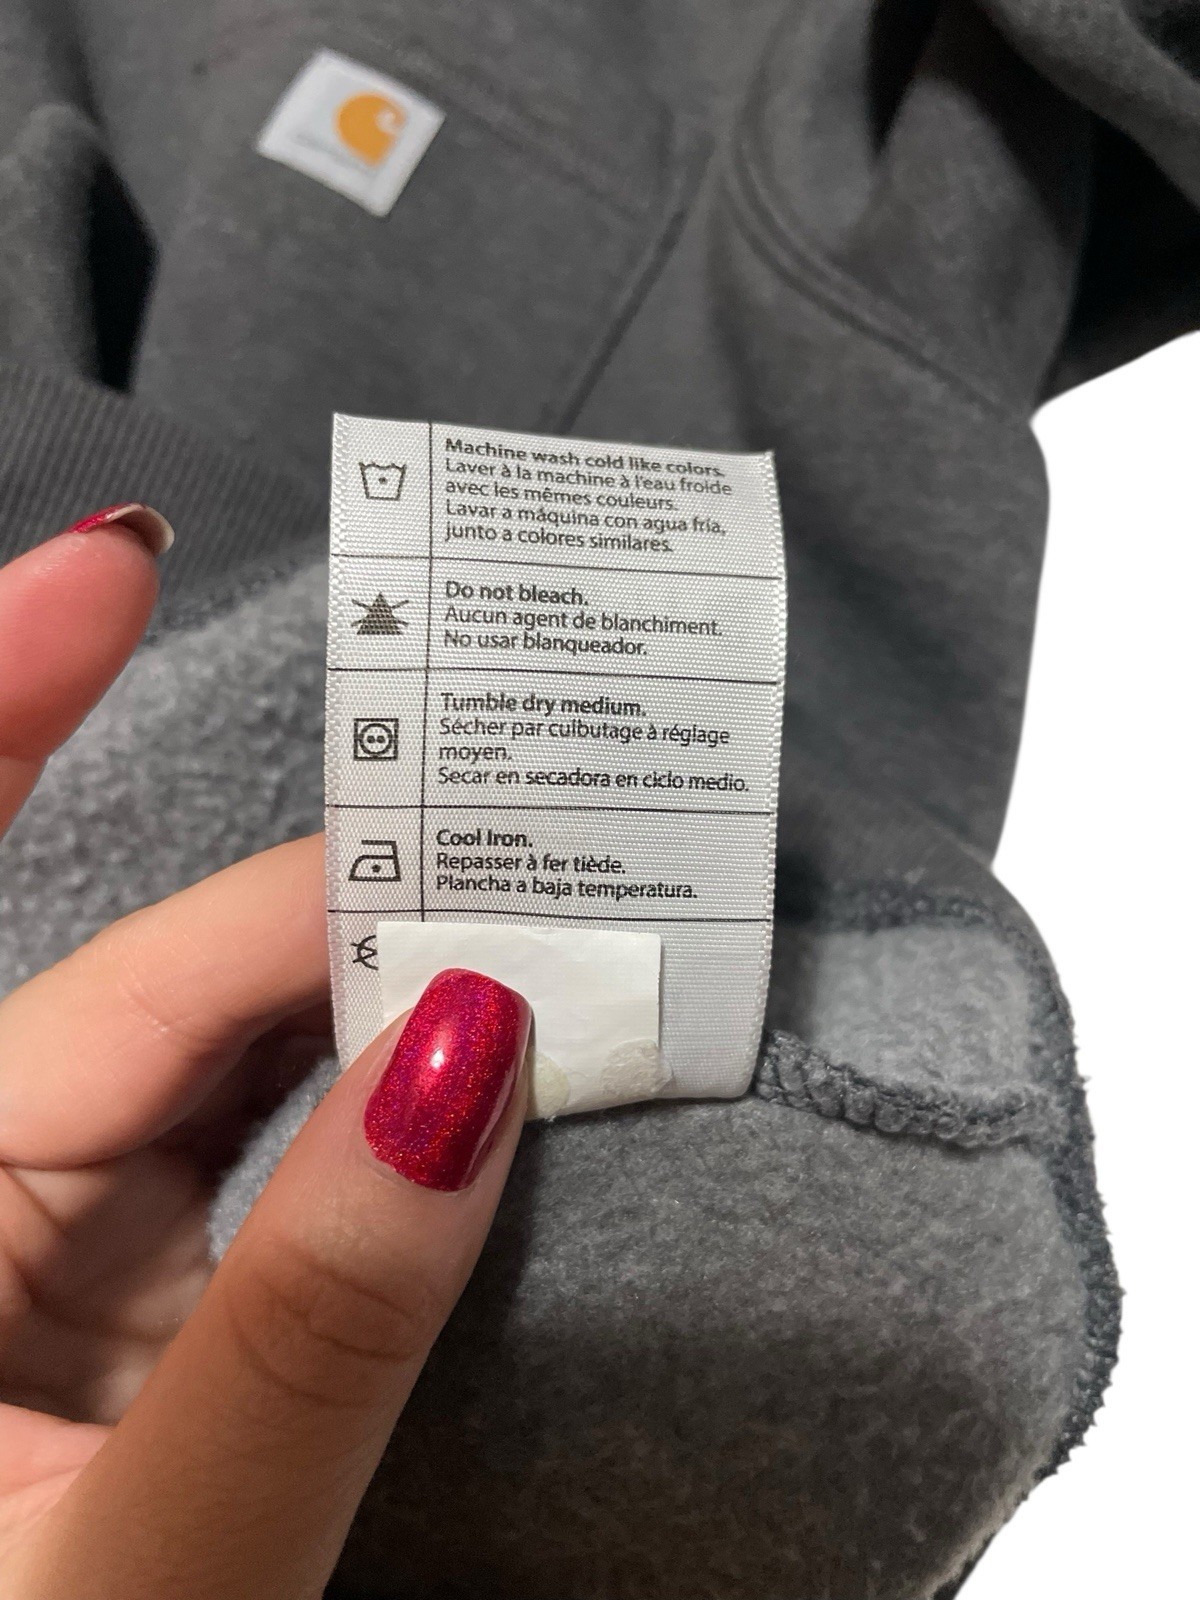 Machine wash cold like colors.
Laver à la machine à l'eau froide
avec les mêmes couleurs.
Lavar a máquina con agua fría,
junto a colores similares.
Do not bleach.
Aucun agent de blanchiment.
No usar blanqueador.
Tumble dry medium.
Sécher par culbutage à réglage
moyen.
Secar en secadora en ciclo medio.
Cool Iron.
Repasser à fer tiède.
Plancha a baja temperatura.